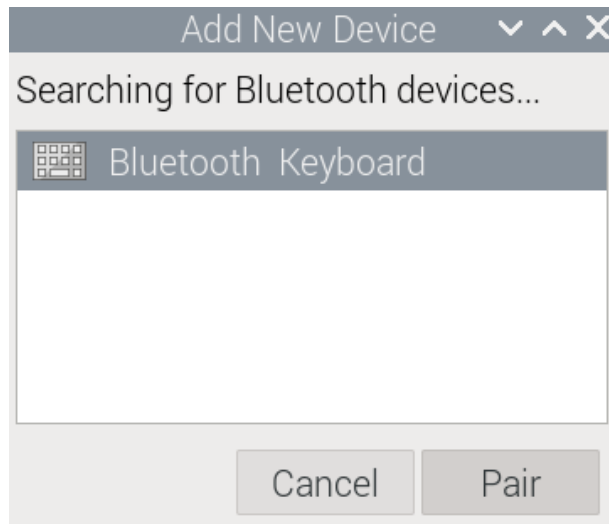 Add New Device
Searching for Bluetooth devices...
Bluetooth Keyboard
Cancel Pair